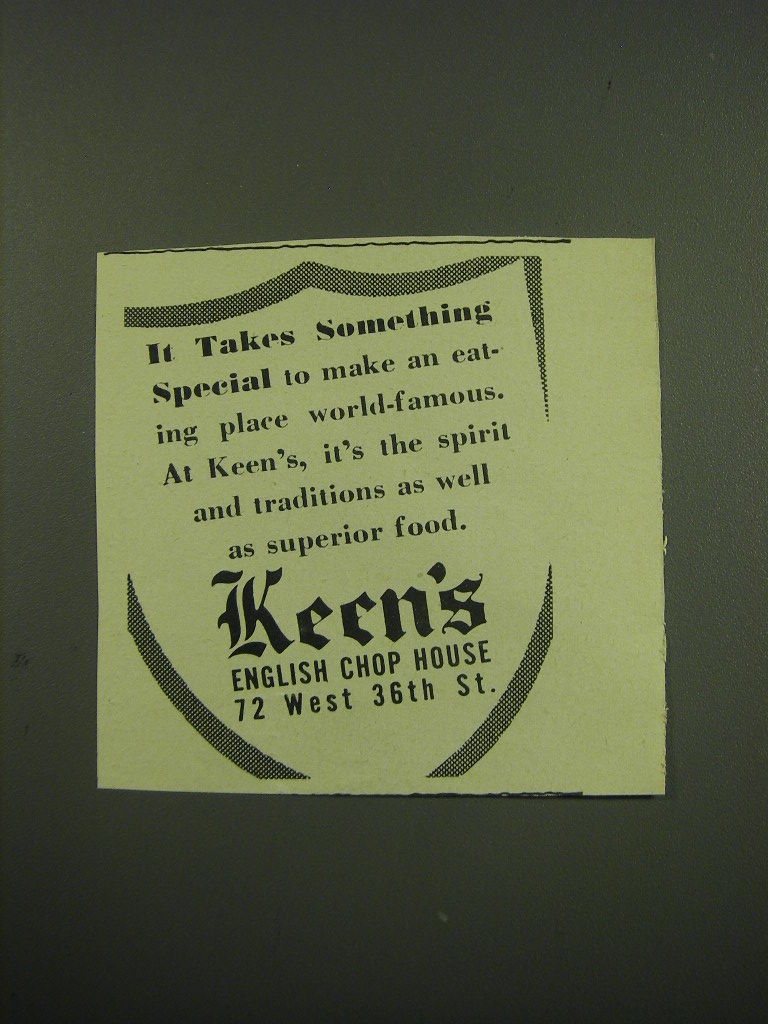 It Takes Something
Special to make an eat-
ing place world-famous.
At Keen's, it's the spirit
and traditions as well
as superior food.
Keen's
ENGLISH CHOP HOUSE
72 West 36th St.